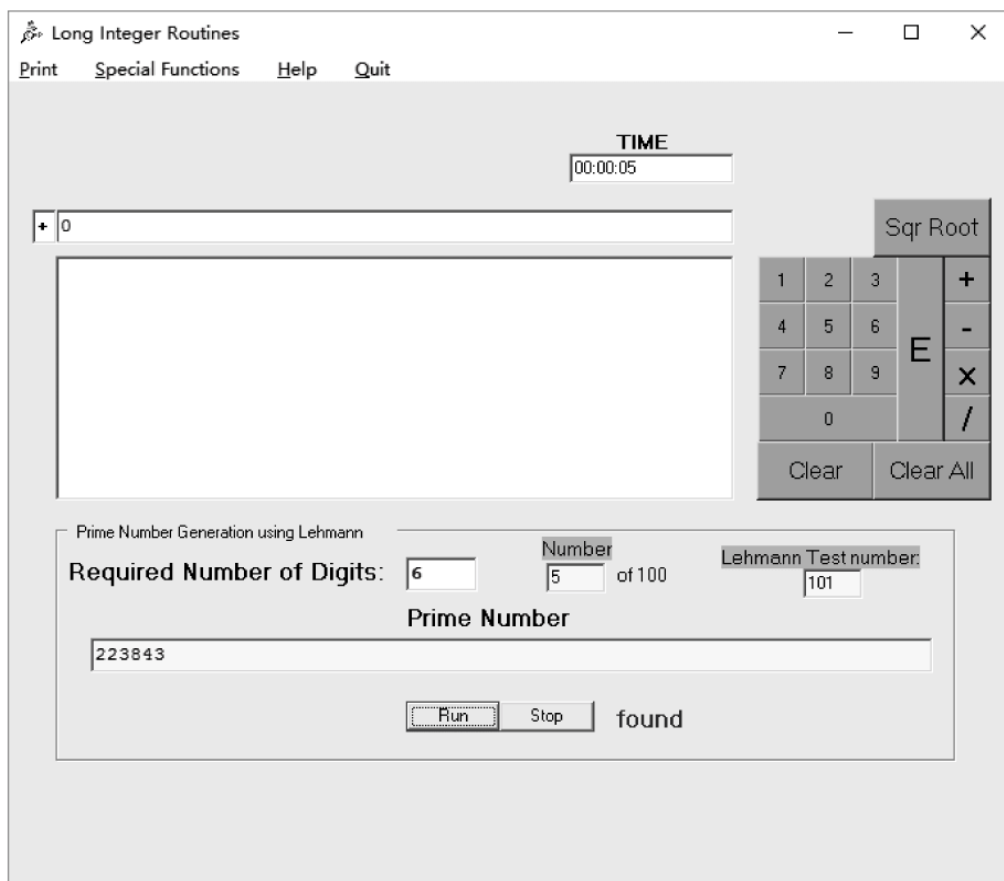 Long Integer Routines
Print Special Functions Help Quit
TIME
00:00:05
+ 0
Sqr Root
1 2 3 +
4 5 6 -
E
7 8 9 X
0 /
Clear Clear All
Prime Number Generation using Lehmann
Required Number of Digits: 6
Number
5 of 100
Lehmann Test number:
101
Prime Number
223843
Run Stop found